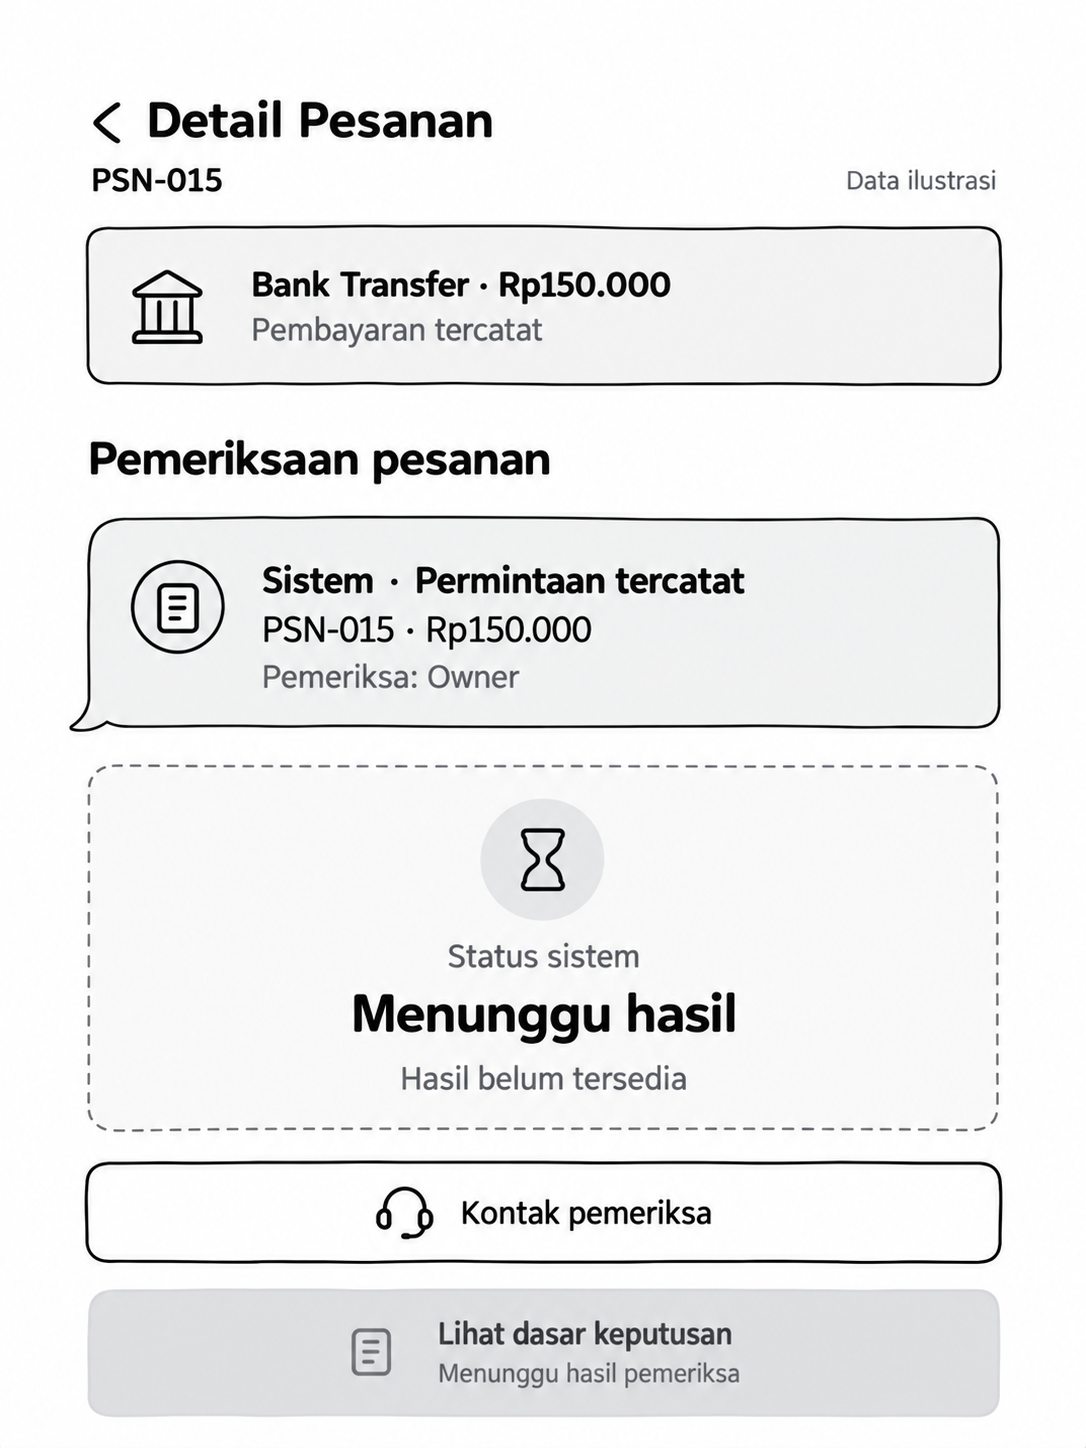 Detail Pesanan
PSN-015
Data ilustrasi
Bank Transfer · Rp150.000
Pembayaran tercatat
Pemeriksaan pesanan
Sistem · Permintaan tercatat
PSN-015 · Rp150.000
Pemeriksa: Owner
Status sistem
Menunggu hasil
Hasil belum tersedia
Kontak pemeriksa
Lihat dasar keputusan
Menunggu hasil pemeriksa